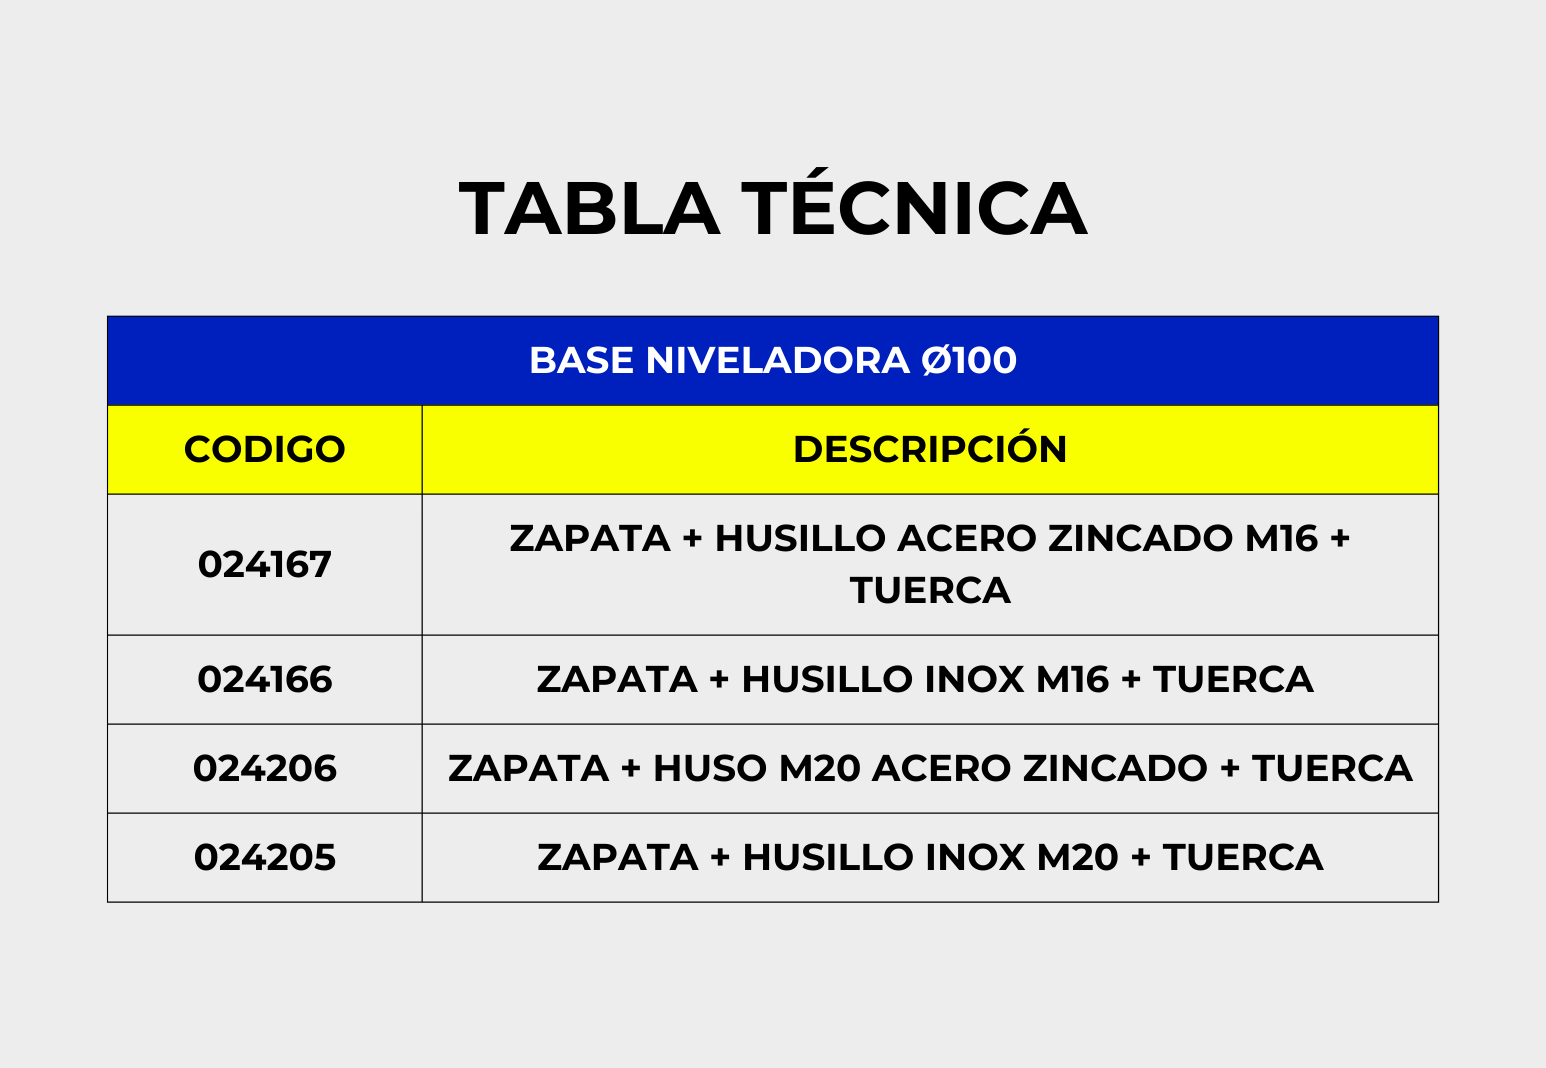 TABLA TÉCNICA
BASE NIVELADORA Ø100
CODIGO
DESCRIPCIÓN
024167
ZAPATA + HUSILLO ACERO ZINCADO M16 +
TUERCA
024166
ZAPATA + HUSILLO INOX M16 + TUERCA
024206
ZAPATA + HUSO M20 ACERO ZINCADO + TUERCA
024205
ZAPATA + HUSILLO INOX M20 + TUERCA